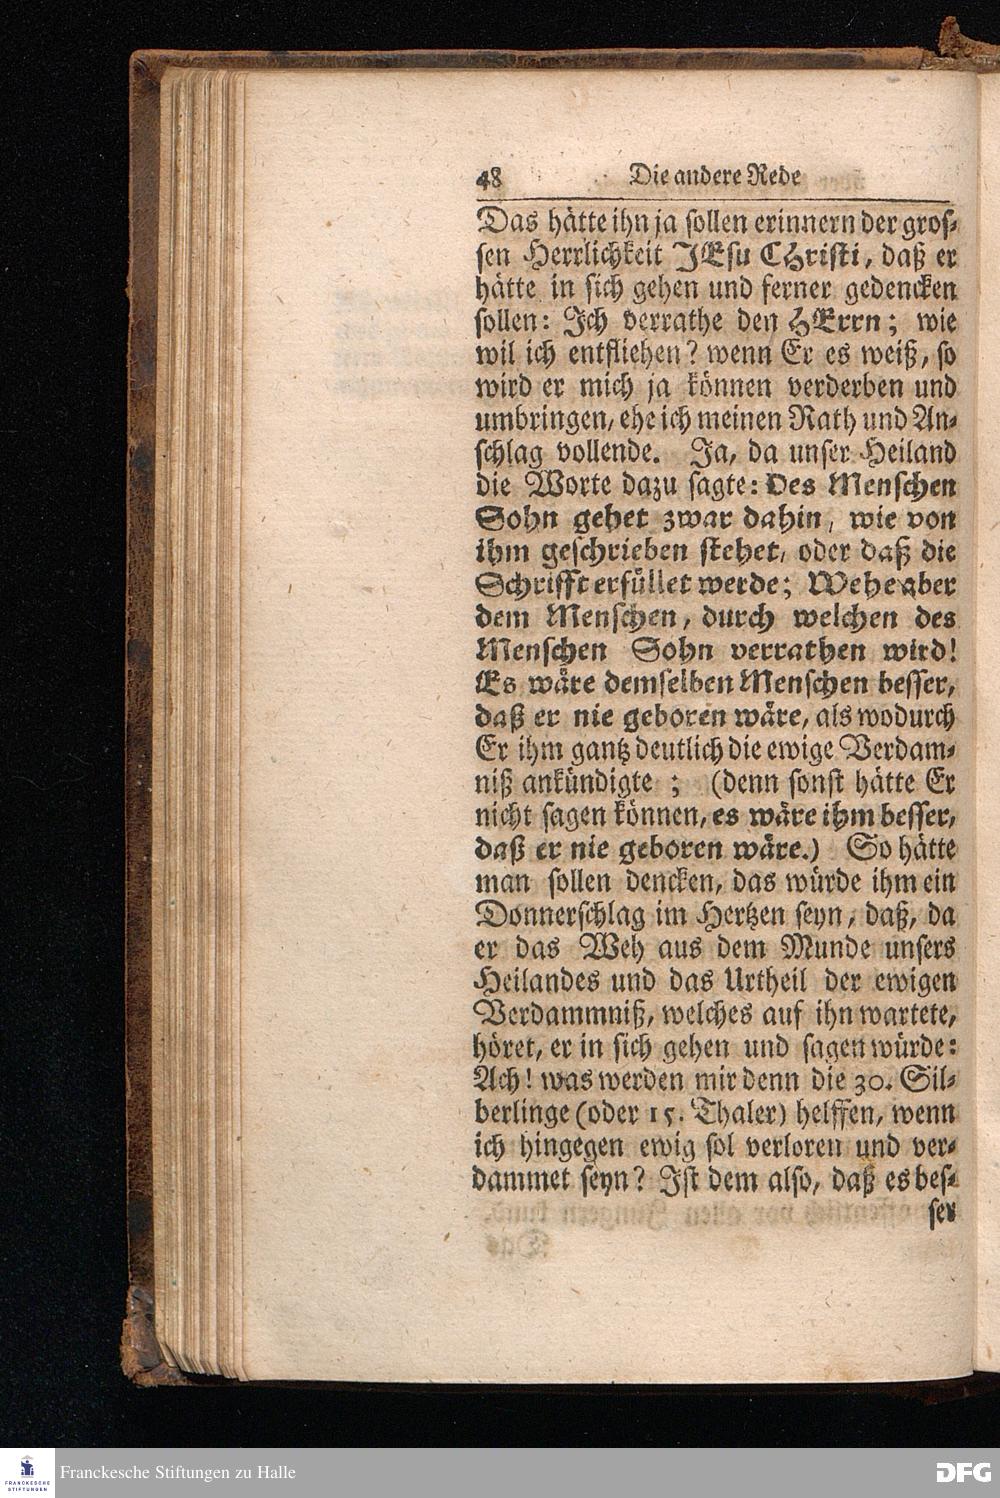 48 Die andere Rede
Das hätte ihn ja sollen erinnern der gros-
sen Herrlichkeit JEsu CHristi, daß er
hätte in sich gehen und ferner gedencken
sollen: Ich verrathe den HErrn; wie
wil ich entfliehen? wenn Er es weiß, so
wird er mich ja können verderben und
umbringen, ehe ich meinen Rath und An-
schlag vollende. Ja, da unser Heiland
die Worte dazu sagte: Des Menschen
Sohn gehet zwar dahin, wie von
ihm geschrieben stehet, oder daß die
Schrifft erfüllet werde; Wehe aber
dem Menschen, durch welchen des
Menschen Sohn verrathen wird!
Es wäre demselben Menschen besser,
daß er nie geboren wäre, als wodurch
Er ihm gantz deutlich die ewige Verdam-
niß ankündigte ; (denn sonst hätte Er
nicht sagen können, es wäre ihm besser,
daß er nie geboren wäre.) So hätte
man sollen dencken, das würde ihm ein
Donnerschlag im Hertzen seyn, daß, da
er das Weh aus dem Munde unsers
Heilandes und das Urtheil der ewigen
Verdammniß, welches auf ihn wartete,
höret, er in sich gehen und sagen würde:
Ach! was werden mir denn die 30. Sil-
berlinge (oder 15. Thaler) helffen, wenn
ich hingegen ewig sol verloren und ver-
dammet seyn? Ist dem also, daß es bes-
ser
FRANCKESCHE
STIFTUNGEN
Franckesche Stiftungen zu Halle
DFG